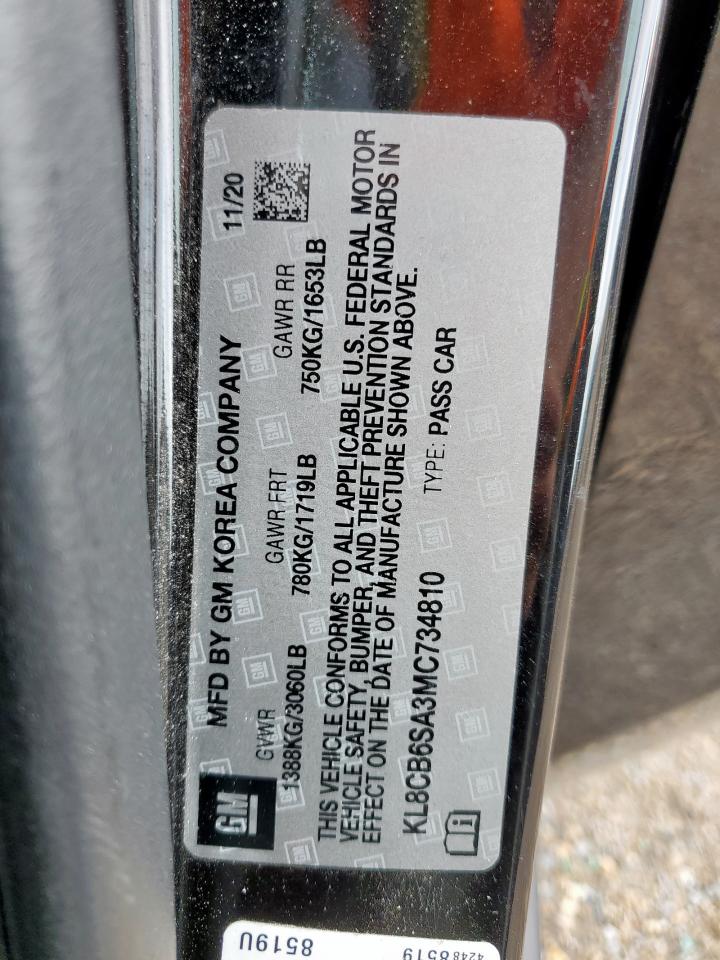 GM
MFD BY GM KOREA COMPANY 11/20
GVWR GAWR FRT GAWR RR
1388KG/3060LB 780KG/1719LB 750KG/1653LB
THIS VEHICLE CONFORMS TO ALL APPLICABLE U.S. FEDERAL MOTOR
VEHICLE SAFETY, BUMPER, AND THEFT PREVENTION STANDARDS IN
EFFECT ON THE DATE OF MANUFACTURE SHOWN ABOVE.
KL8CB6SA3MC734810 TYPE: PASS CAR
8519U
42488519